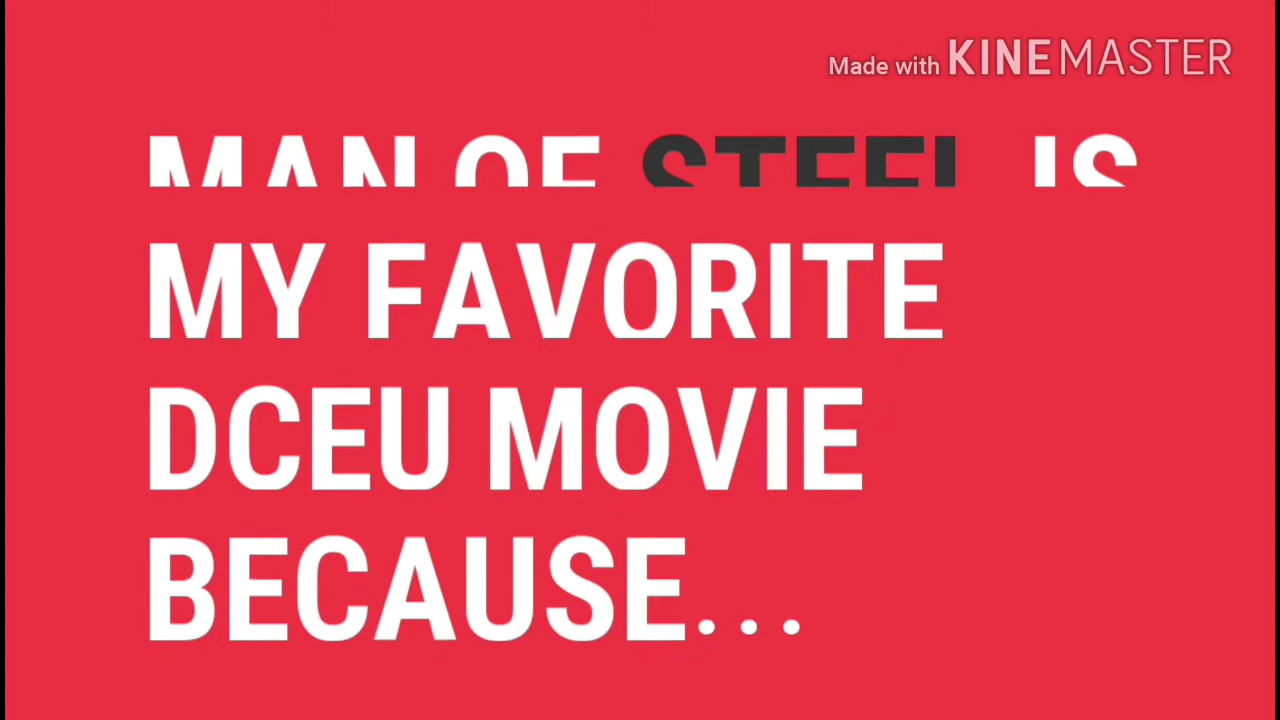 Made with KINEMASTER
MAN OF STEEL IS
MY FAVORITE
DCEU MOVIE
BECAUSE...